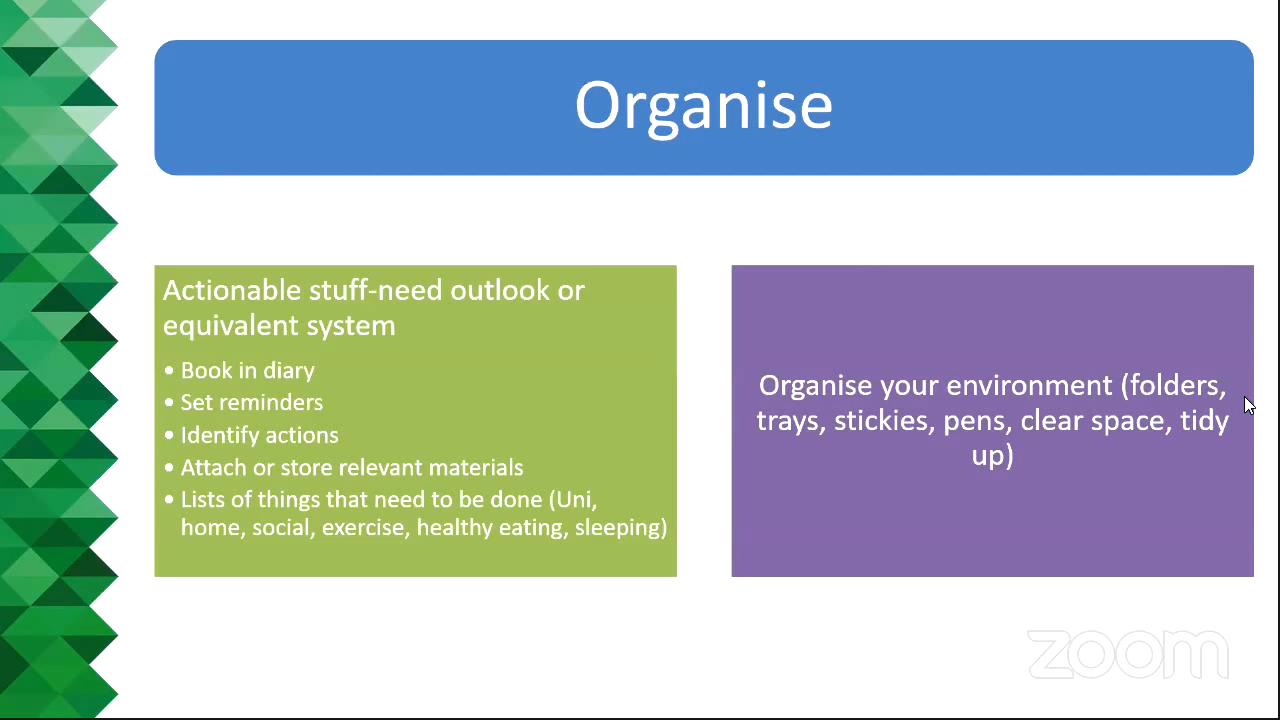 Organise
Actionable stuff-need outlook or
equivalent system
• Book in diary
• Set reminders
• Identify actions
• Attach or store relevant materials
• Lists of things that need to be done (Uni,
home, social, exercise, healthy eating, sleeping)
Organise your environment (folders,
trays, stickies, pens, clear space, tidy
up)
zoom